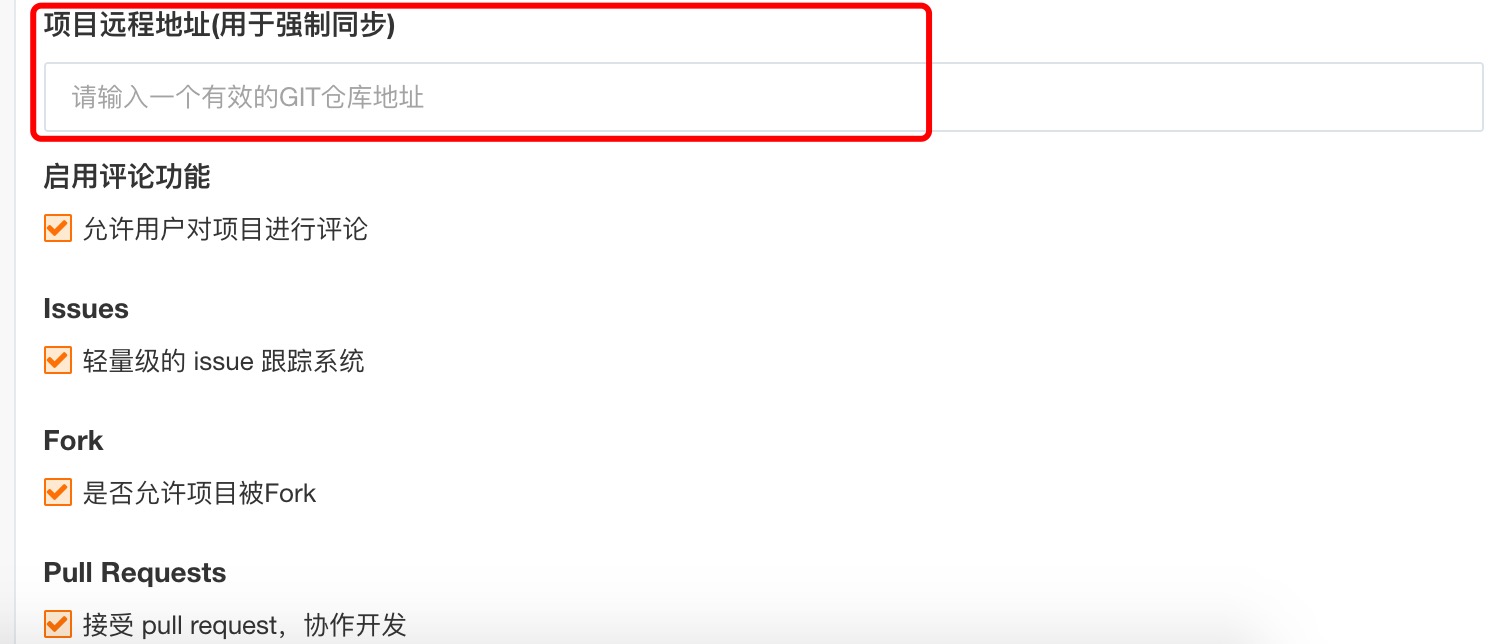 项目远程地址(用于强制同步)
请输入一个有效的GIT仓库地址
启用评论功能
允许用户对项目进行评论
Issues
轻量级的 issue 跟踪系统
Fork
是否允许项目被Fork
Pull Requests
接受 pull request，协作开发